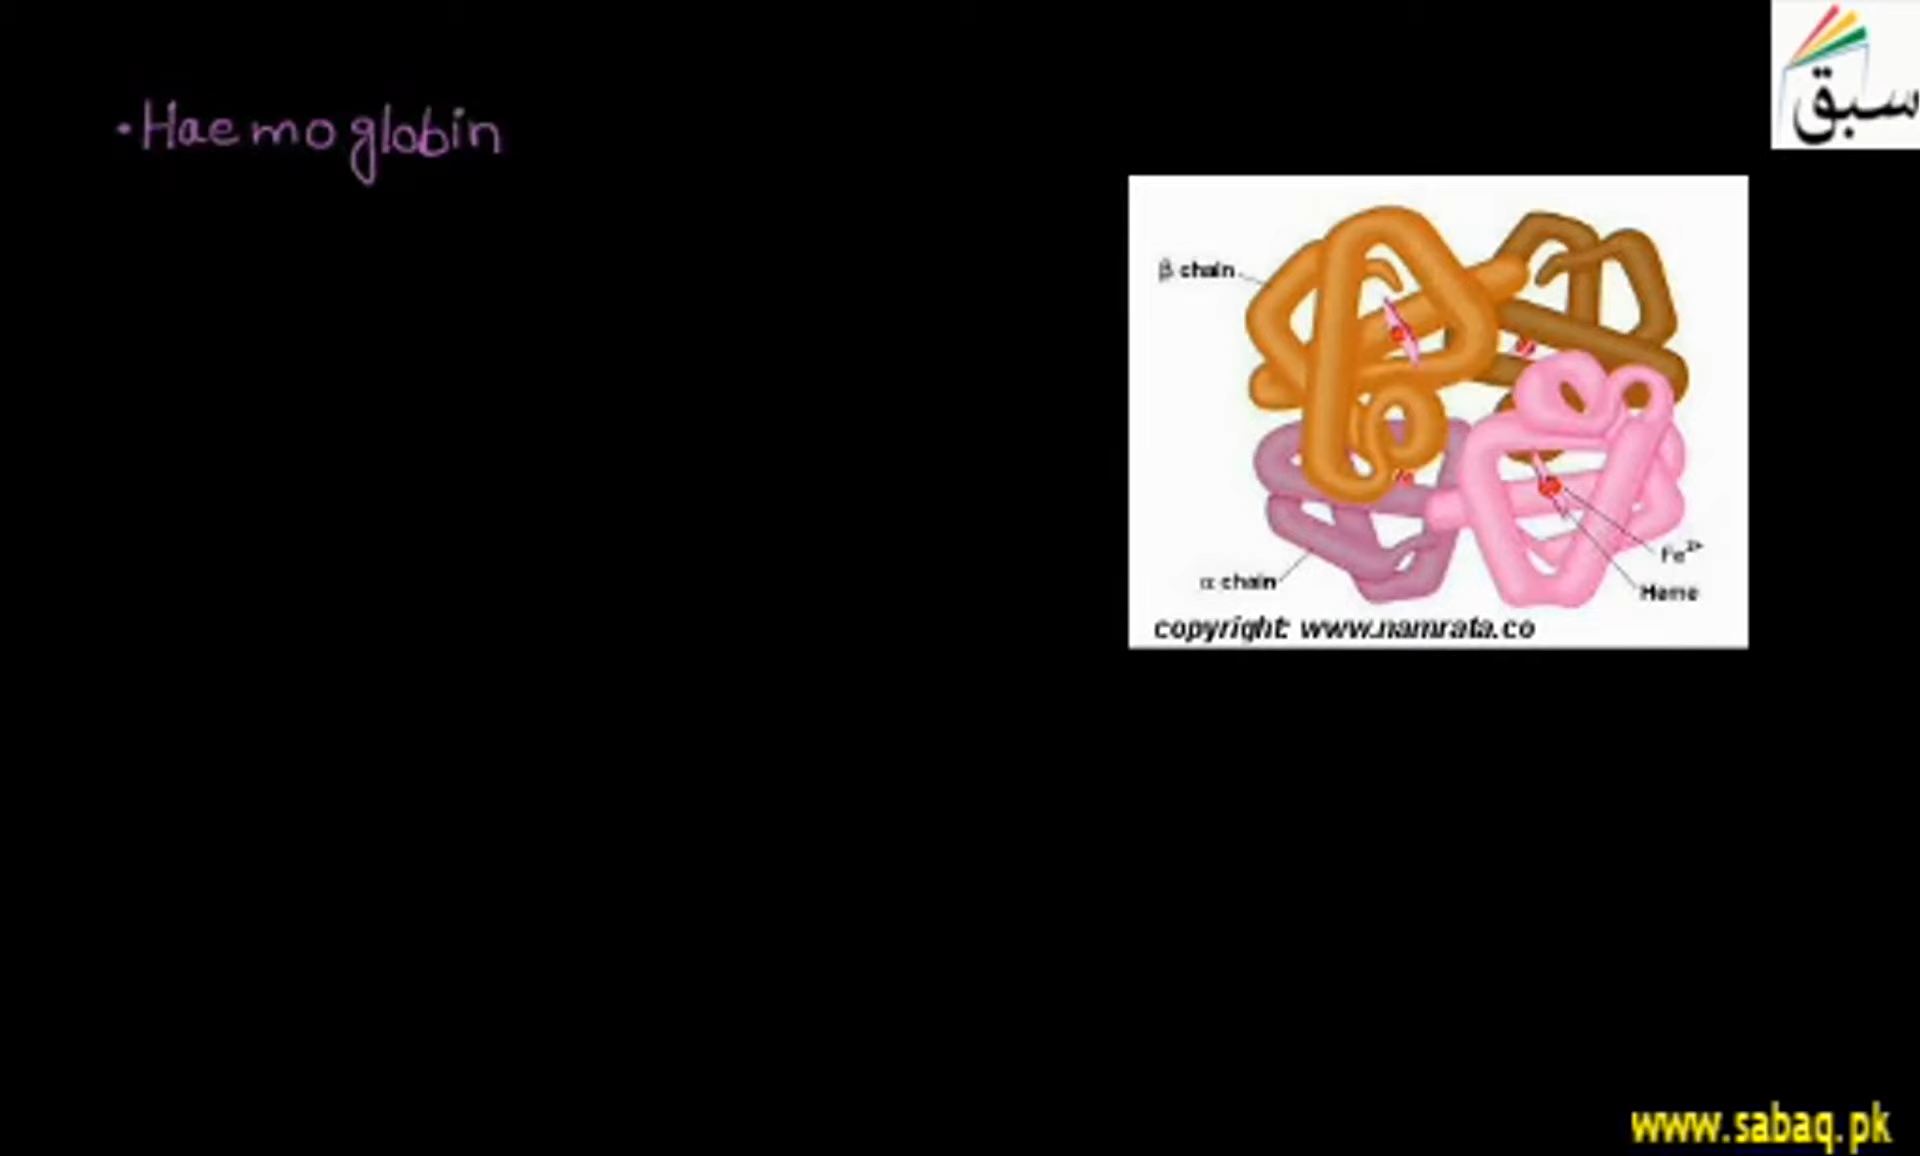 • Haemoglobin
سبق
β chain
α chain
Fe²⁺
Heme
copyright: www.namrata.co
www.sabaq.pk